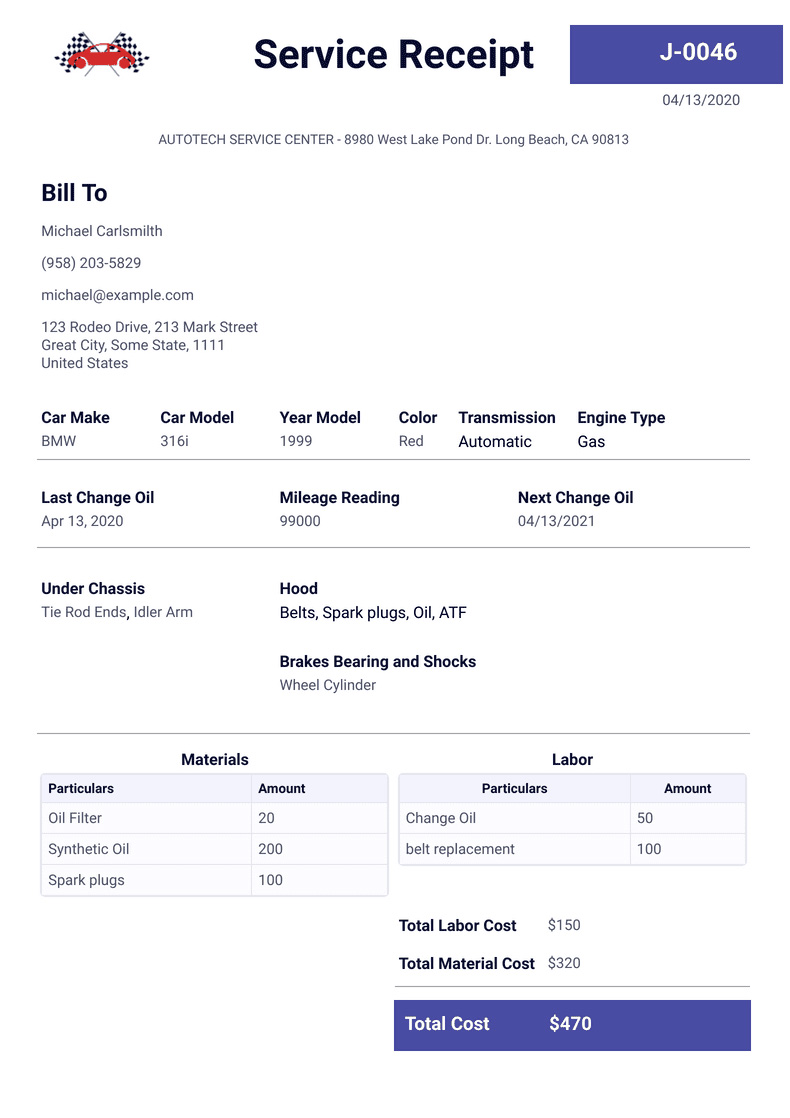 Service Receipt
J-0046
04/13/2020
AUTOTECH SERVICE CENTER - 8980 West Lake Pond Dr. Long Beach, CA 90813
Bill To
Michael Carlsmilth
(958) 203-5829
michael@example.com
123 Rodeo Drive, 213 Mark Street
Great City, Some State, 1111
United States
Car Make Car Model Year Model Color Transmission Engine Type
BMW 316i 1999 Red Automatic Gas
Last Change Oil Mileage Reading Next Change Oil
Apr 13, 2020 99000 04/13/2021
Under Chassis Hood
Tie Rod Ends, Idler Arm Belts, Spark plugs, Oil, ATF
Brakes Bearing and Shocks
Wheel Cylinder
Materials Labor
Particulars Amount Particulars Amount
Oil Filter 20 Change Oil 50
Synthetic Oil 200 belt replacement 100
Spark plugs 100
Total Labor Cost $150
Total Material Cost $320
Total Cost $470